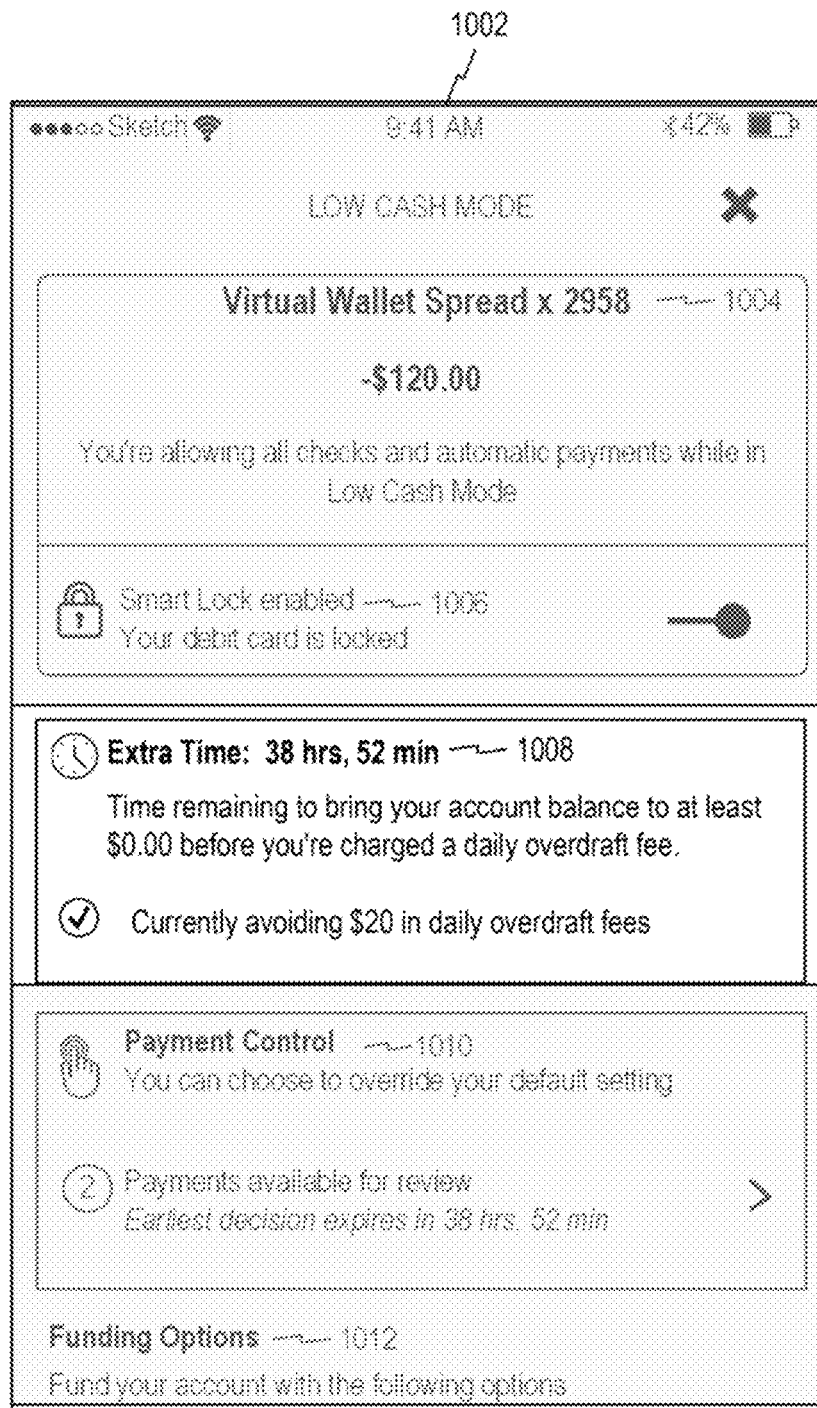 1002
Sketch 9:41 AM 42%
LOW CASH MODE
Virtual Wallet Spread x 2958 1004
-$120.00
You're allowing all checks and automatic payments while in
Low Cash Mode
Smart Lock enabled 1006
Your debit card is locked
Extra Time: 38 hrs, 52 min 1008
Time remaining to bring your account balance to at least
$0.00 before you're charged a daily overdraft fee.
Currently avoiding $20 in daily overdraft fees
Payment Control 1010
You can choose to override your default setting
2 Payments available for review
Earliest decision expires in 38 hrs. 52 min
Funding Options 1012
Fund your account with the following options